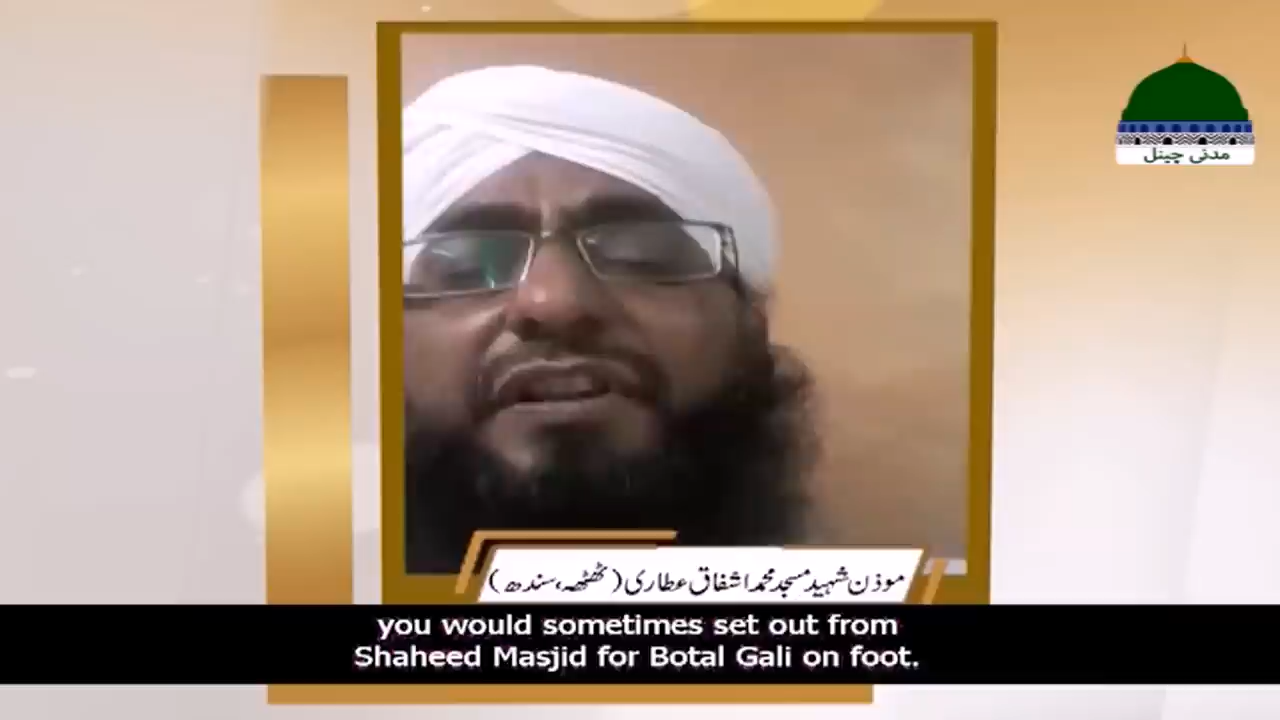 مدنی چینل
موذن شہید مسجد محمد اشفاق عطاری (ٹھٹھہ، سندھ)
you would sometimes set out from
Shaheed Masjid for Botal Gali on foot.